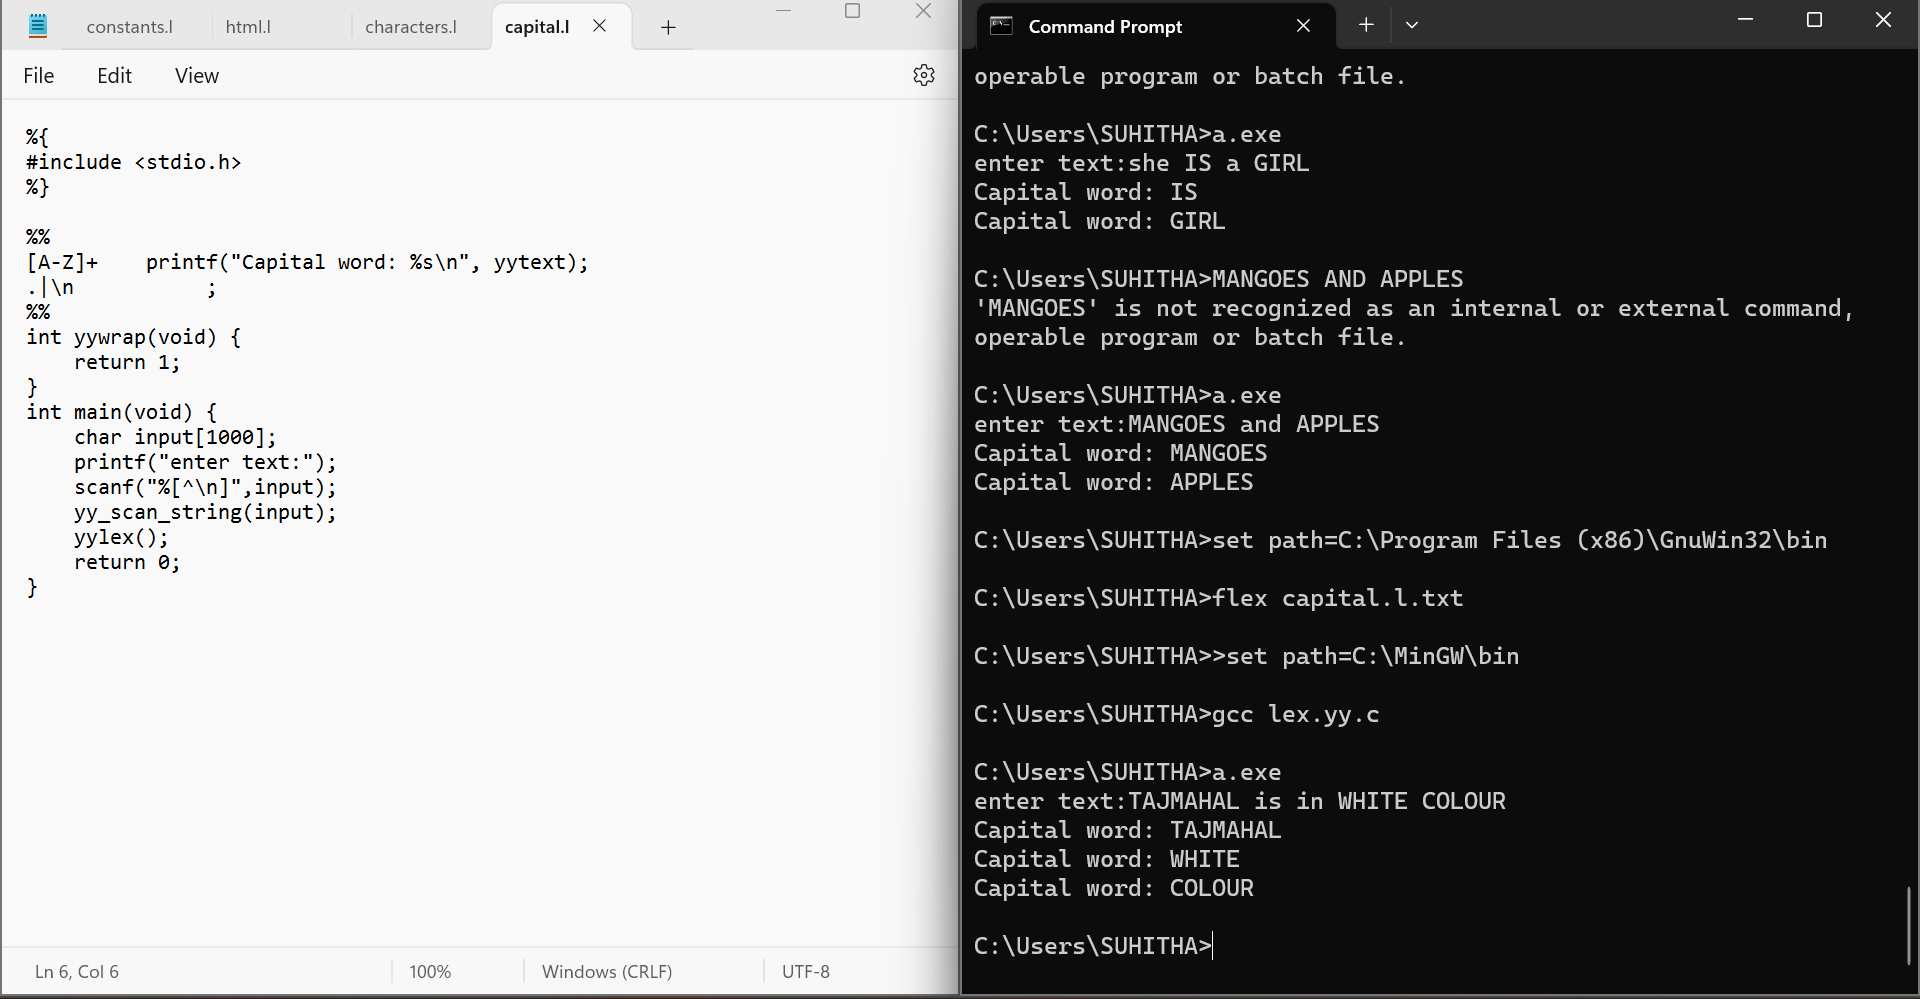 constants.l html.l characters.l capital.l
File Edit View
%{
#include <stdio.h>
%}
%%
[A-Z]+    printf("Capital word: %s\n", yytext);
.|\n           ;
%%
int yywrap(void) {
    return 1;
}
int main(void) {
    char input[1000];
    printf("enter text:");
    scanf("%[^\n]",input);
    yy_scan_string(input);
    yylex();
    return 0;
}
Ln 6, Col 6 100% Windows (CRLF) UTF-8
Command Prompt
operable program or batch file.
C:\Users\SUHITHA>a.exe
enter text:she IS a GIRL
Capital word: IS
Capital word: GIRL
C:\Users\SUHITHA>MANGOES AND APPLES
'MANGOES' is not recognized as an internal or external command,
operable program or batch file.
C:\Users\SUHITHA>a.exe
enter text:MANGOES and APPLES
Capital word: MANGOES
Capital word: APPLES
C:\Users\SUHITHA>set path=C:\Program Files (x86)\GnuWin32\bin
C:\Users\SUHITHA>flex capital.l.txt
C:\Users\SUHITHA>>set path=C:\MinGW\bin
C:\Users\SUHITHA>gcc lex.yy.c
C:\Users\SUHITHA>a.exe
enter text:TAJMAHAL is in WHITE COLOUR
Capital word: TAJMAHAL
Capital word: WHITE
Capital word: COLOUR
C:\Users\SUHITHA>